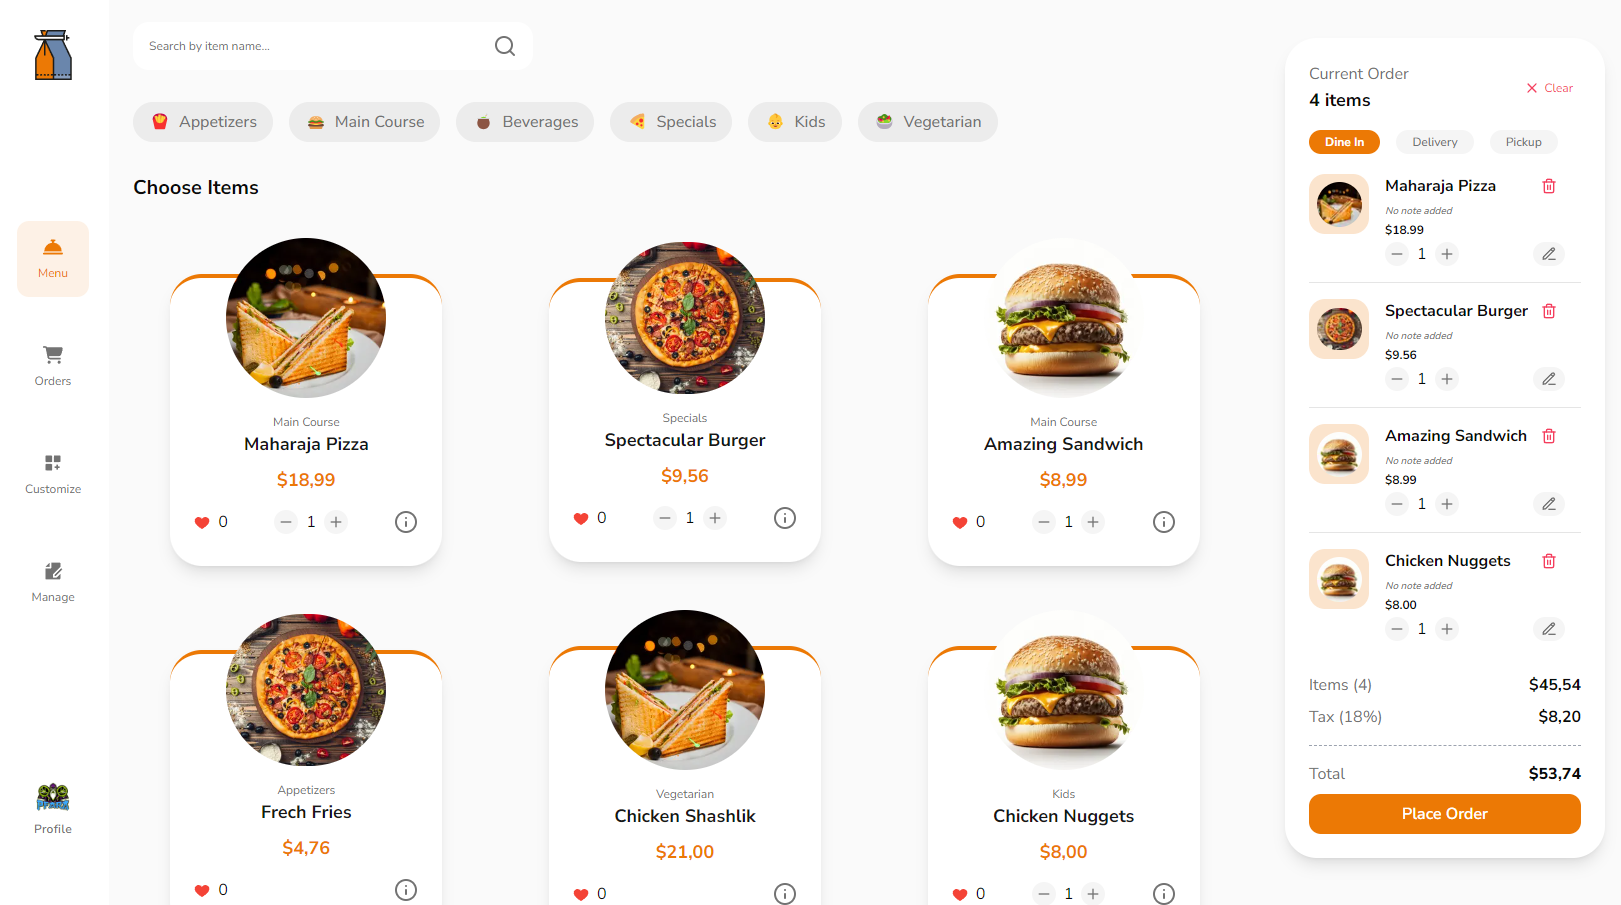 Search by item name...
Appetizers
Main Course
Beverages
Specials
Kids
Vegetarian
Choose Items
Menu
Orders
Customize
Manage
Profile
Main Course
Maharaja Pizza
$18,99
0
1
Specials
Spectacular Burger
$9,56
0
1
Main Course
Amazing Sandwich
$8,99
0
1
Appetizers
Frech Fries
$4,76
0
Vegetarian
Chicken Shashlik
$21,00
0
Kids
Chicken Nuggets
$8,00
0
1
Current Order
4 items
Clear
Dine In
Delivery
Pickup
Maharaja Pizza
No note added
$18.99
1
Spectacular Burger
No note added
$9.56
1
Amazing Sandwich
No note added
$8.99
1
Chicken Nuggets
No note added
$8.00
1
Items (4) $45,54
Tax (18%) $8,20
Total $53,74
Place Order